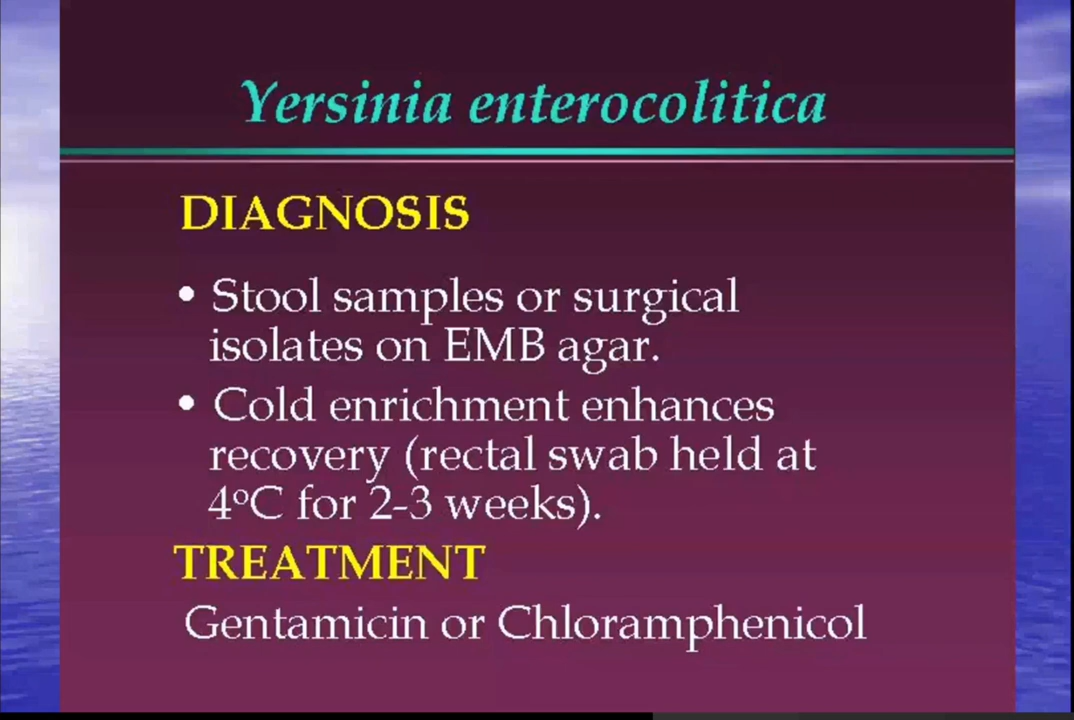 Yersinia enterocolitica
DIAGNOSIS
• Stool samples or surgical
isolates on EMB agar.
• Cold enrichment enhances
recovery (rectal swab held at
4°C for 2-3 weeks).
TREATMENT
Gentamicin or Chloramphenicol